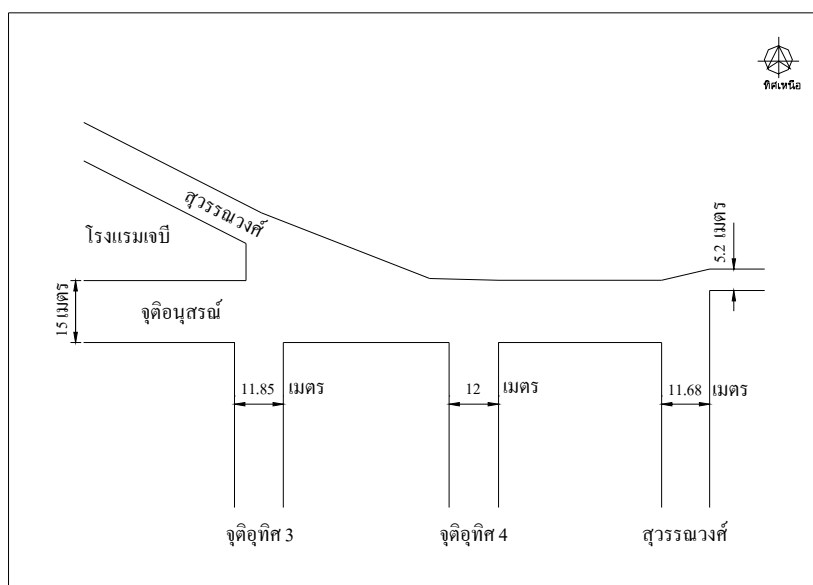 ทิศเหนือ
สุวรรณวงศ์
โรงแรมเจบี
5.2 เมตร
15 เมตร
จุติอนุสรณ์
11.85 เมตร
12 เมตร
11.68 เมตร
จุติอุทิศ 3
จุติอุทิศ 4
สุวรรณวงศ์